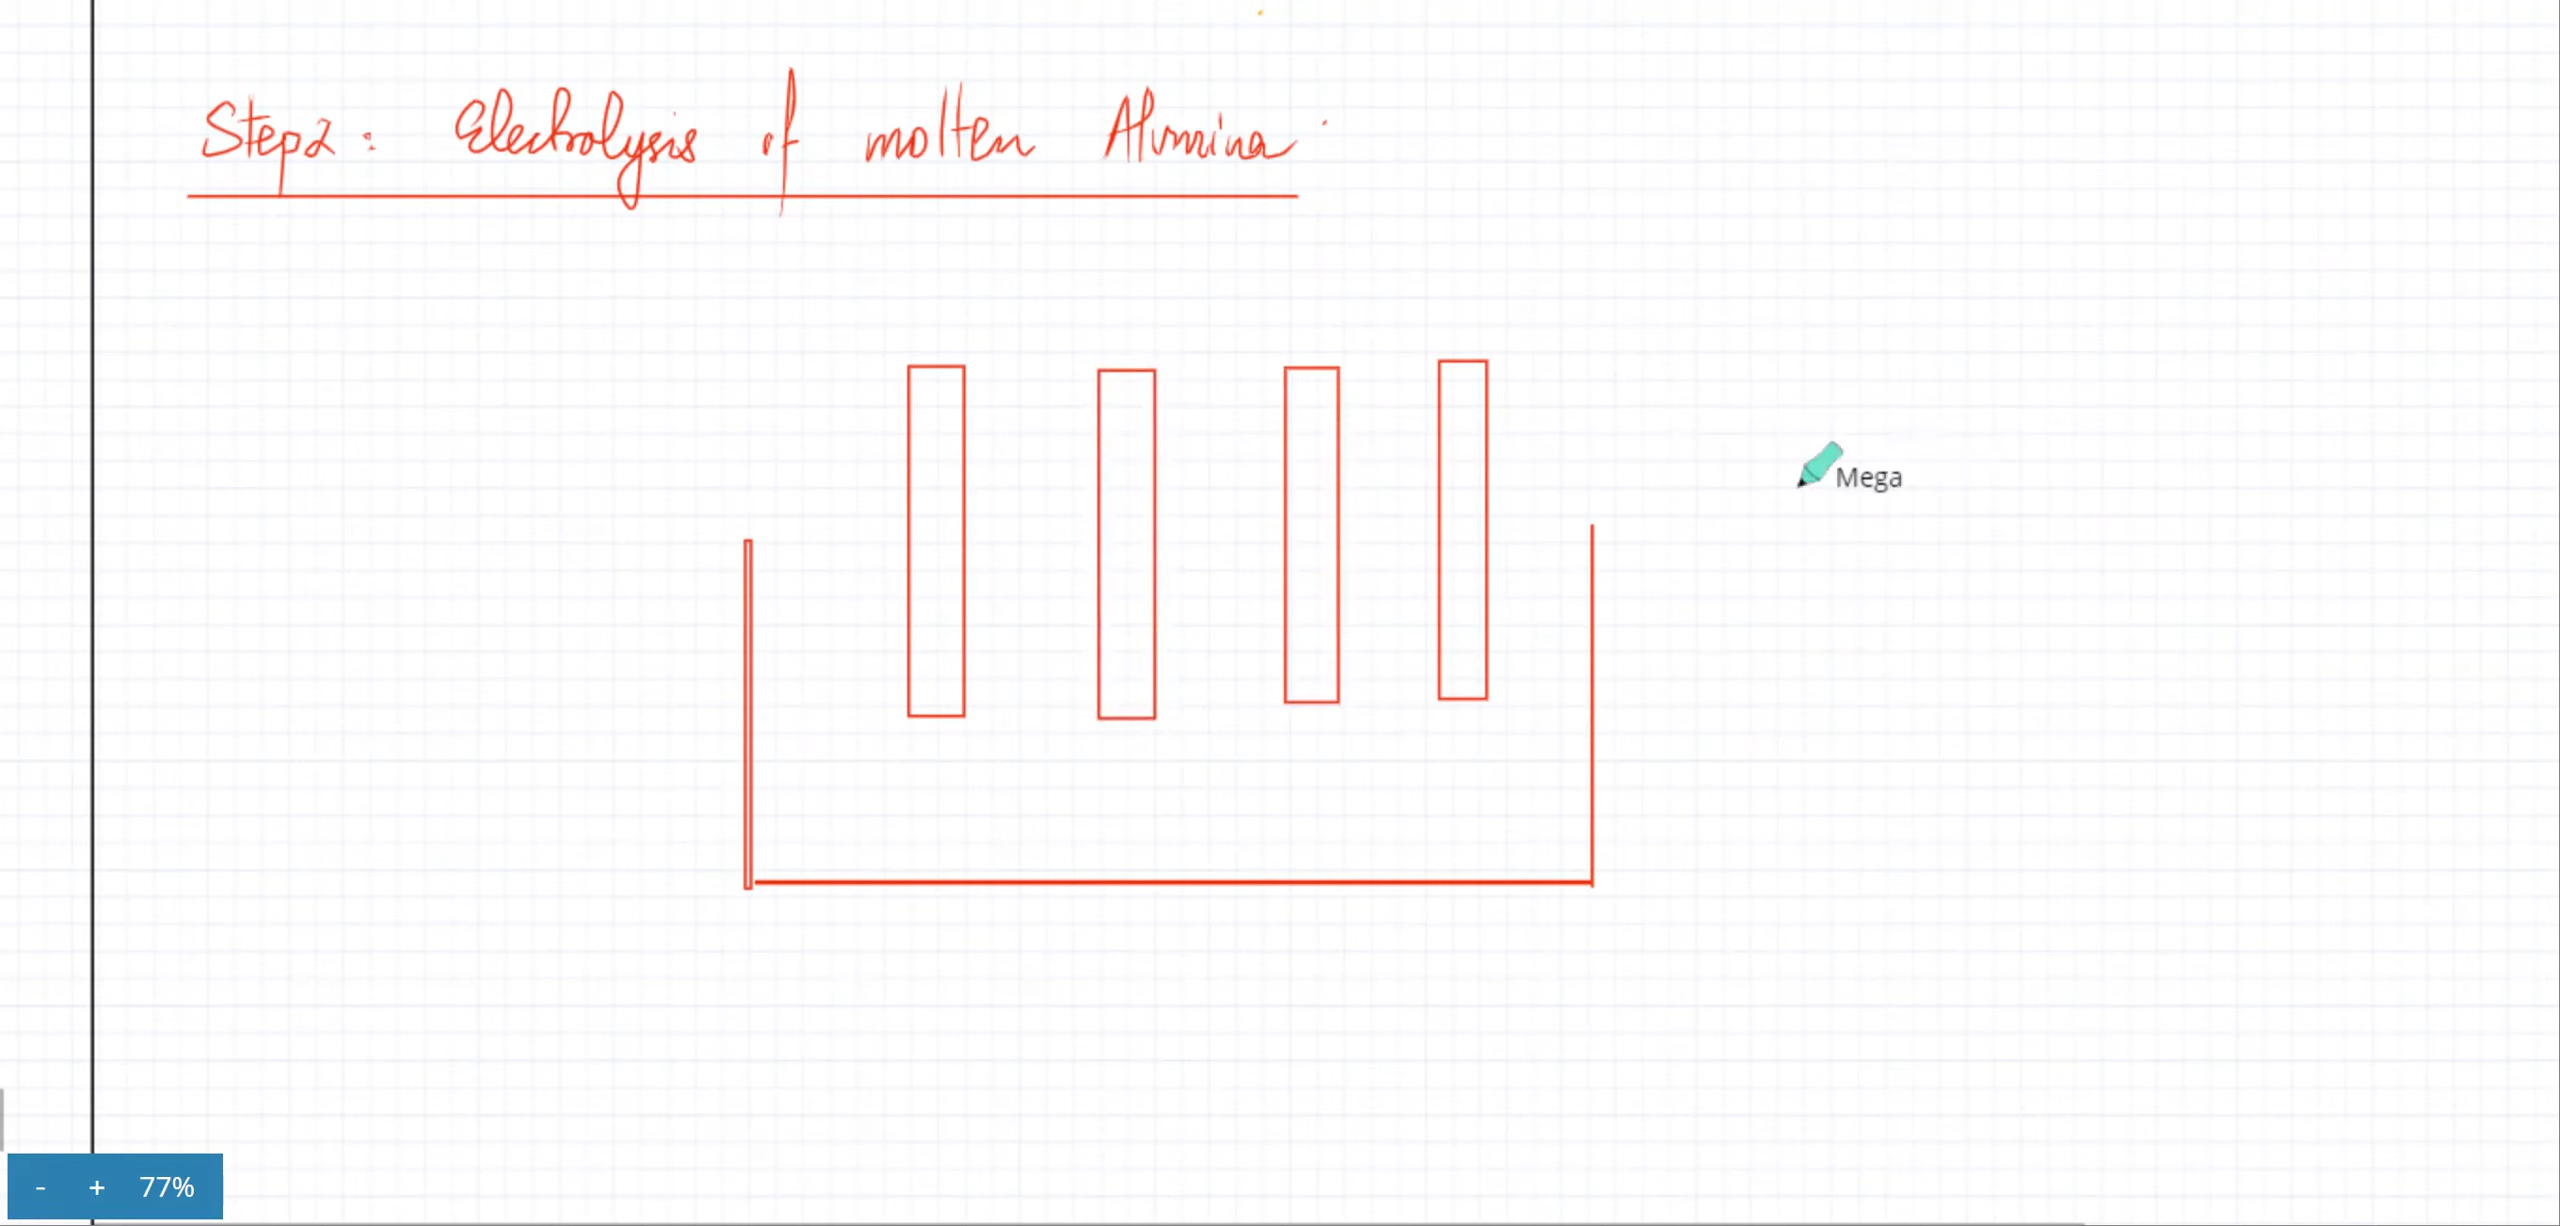 Step2: Electrolysis of molten Alumina
Mega
- + 77%